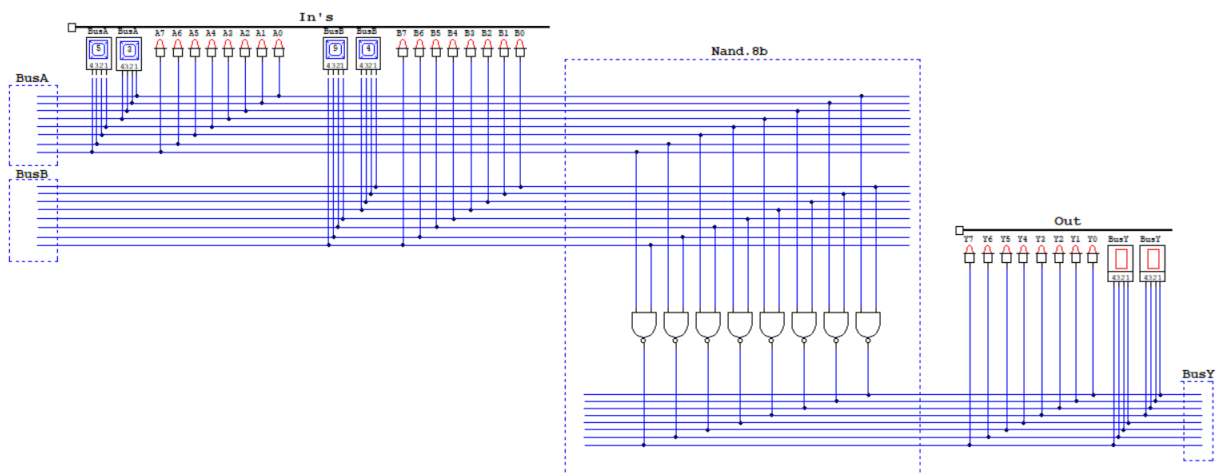 In's
BusA BusA A7 A6 A5 A4 A3 A2 A1 A0 BusB BusB B7 B6 B5 B4 B3 B2 B1 B0
5 3 9 4
4321 4321 4321 4321
Nand.8b
BusA
BusB
Out
Y7 Y6 Y5 Y4 Y3 Y2 Y1 Y0 BusY BusY
4321 4321
BusY